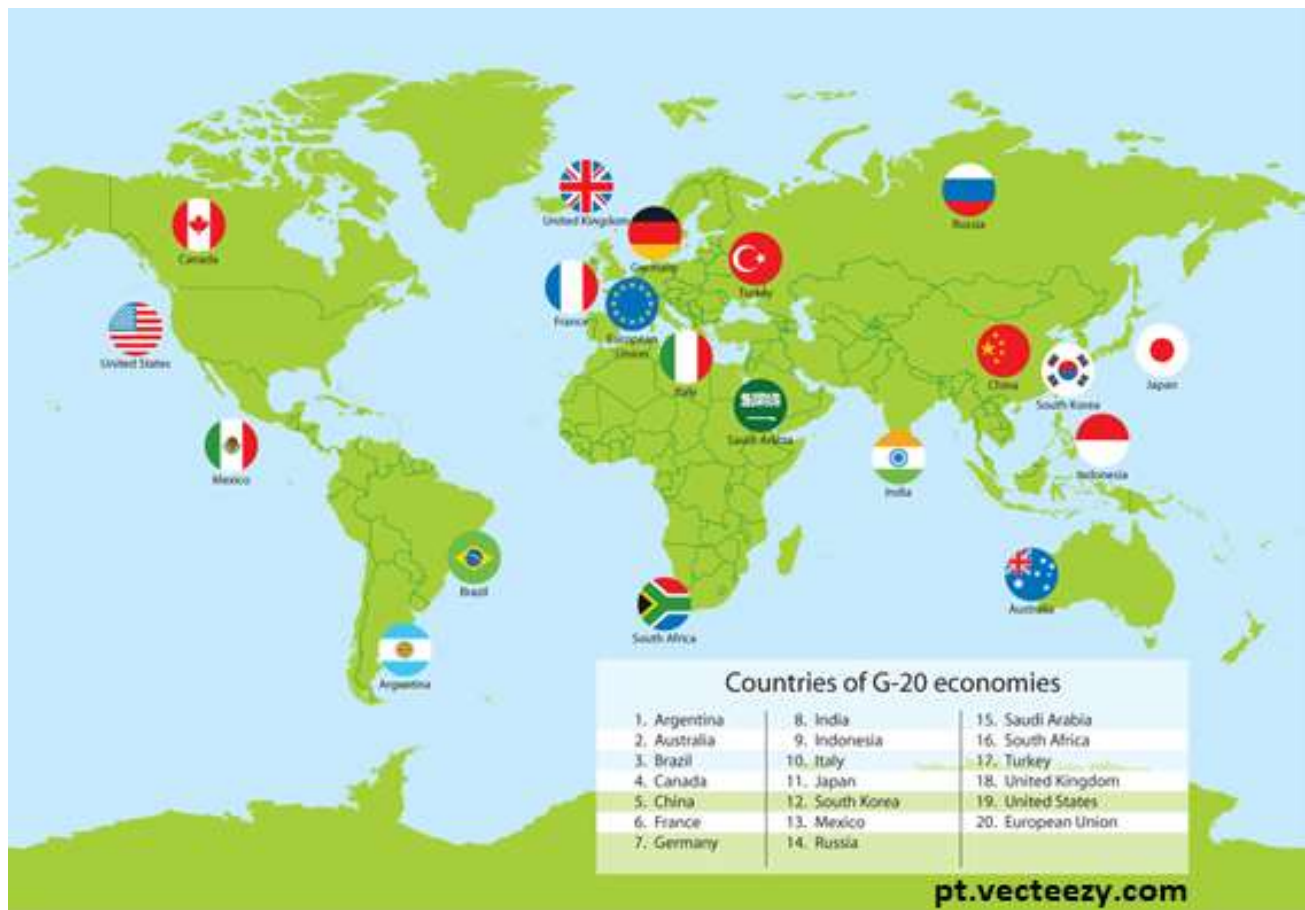 United Kingdom
Canada
Russia
Germany
Turkey
France
European
Union
United States
Italy
China
Japan
South Korea
Saudi Arabia
Mexico
Indonesia
India
Brazil
Australia
South Africa
Argentina
Countries of G-20 economies
1. Argentina
2. Australia
3. Brazil
4. Canada
5. China
6. France
7. Germany
8. India
9. Indonesia
10. Italy
11. Japan
12. South Korea
13. Mexico
14. Russia
15. Saudi Arabia
16. South Africa
17. Turkey
18. United Kingdom
19. United States
20. European Union
pt.vecteezy.com